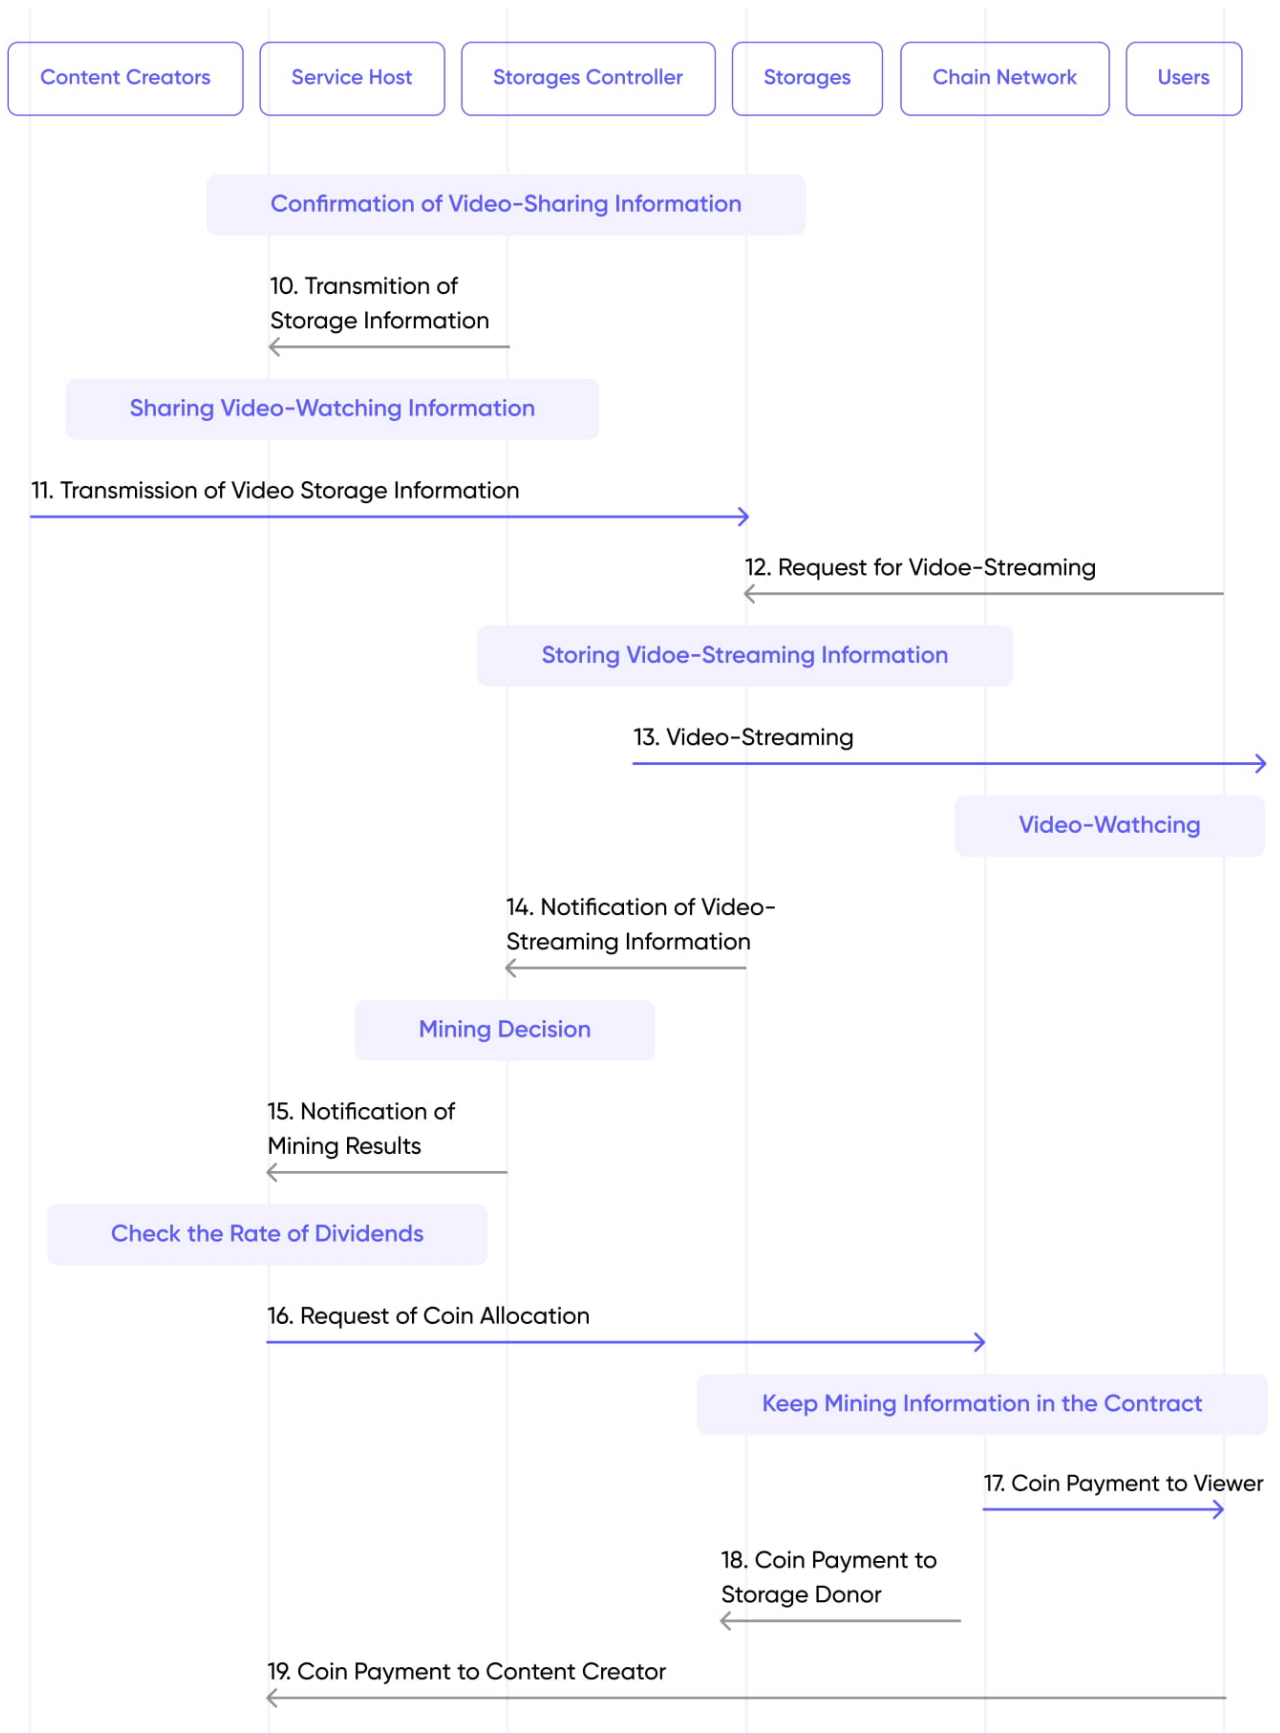 Content Creators
Service Host
Storages Controller
Storages
Chain Network
Users
Confirmation of Video-Sharing Information
10. Transmition of
Storage Information
Sharing Video-Watching Information
11. Transmission of Video Storage Information
12. Request for Vidoe-Streaming
Storing Vidoe-Streaming Information
13. Video-Streaming
Video-Wathcing
14. Notification of Video-
Streaming Information
Mining Decision
15. Notification of
Mining Results
Check the Rate of Dividends
16. Request of Coin Allocation
Keep Mining Information in the Contract
17. Coin Payment to Viewer
18. Coin Payment to
Storage Donor
19. Coin Payment to Content Creator